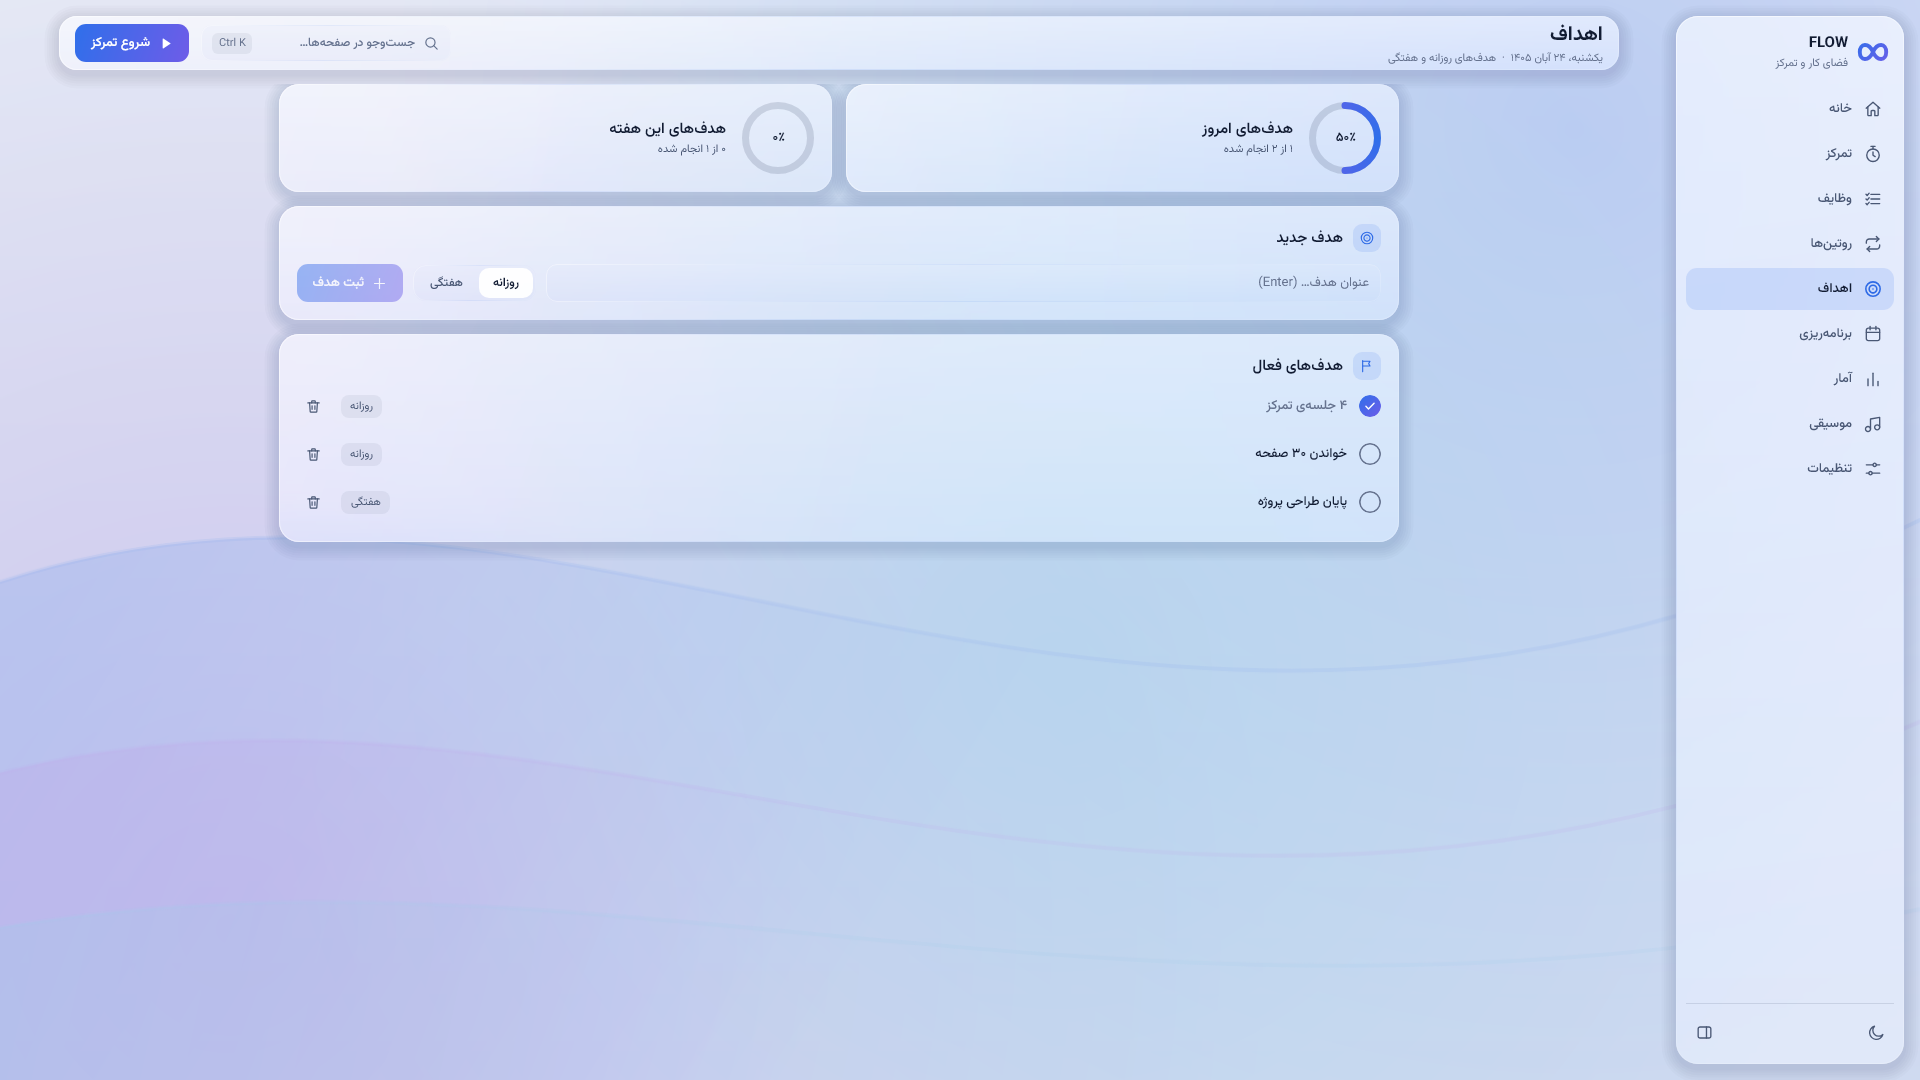 FLOW
فضای کار و تمرکز
خانه
تمرکز
وظایف
روتین‌ها
اهداف
برنامه‌ریزی
آمار
موسیقی
تنظیمات
اهداف
یکشنبه، ۲۴ آبان ۱۴۰۵ · هدف‌های روزانه و هفتگی
جست‌وجو در صفحه‌ها…
Ctrl K
شروع تمرکز
۵۰٪
هدف‌های امروز
۱ از ۲ انجام شده
۰٪
هدف‌های این هفته
۰ از ۱ انجام شده
هدف جدید
عنوان هدف… (Enter)
روزانه
هفتگی
ثبت هدف
هدف‌های فعال
۴ جلسه‌ی تمرکز
روزانه
خواندن ۳۰ صفحه
روزانه
پایان طراحی پروژه
هفتگی